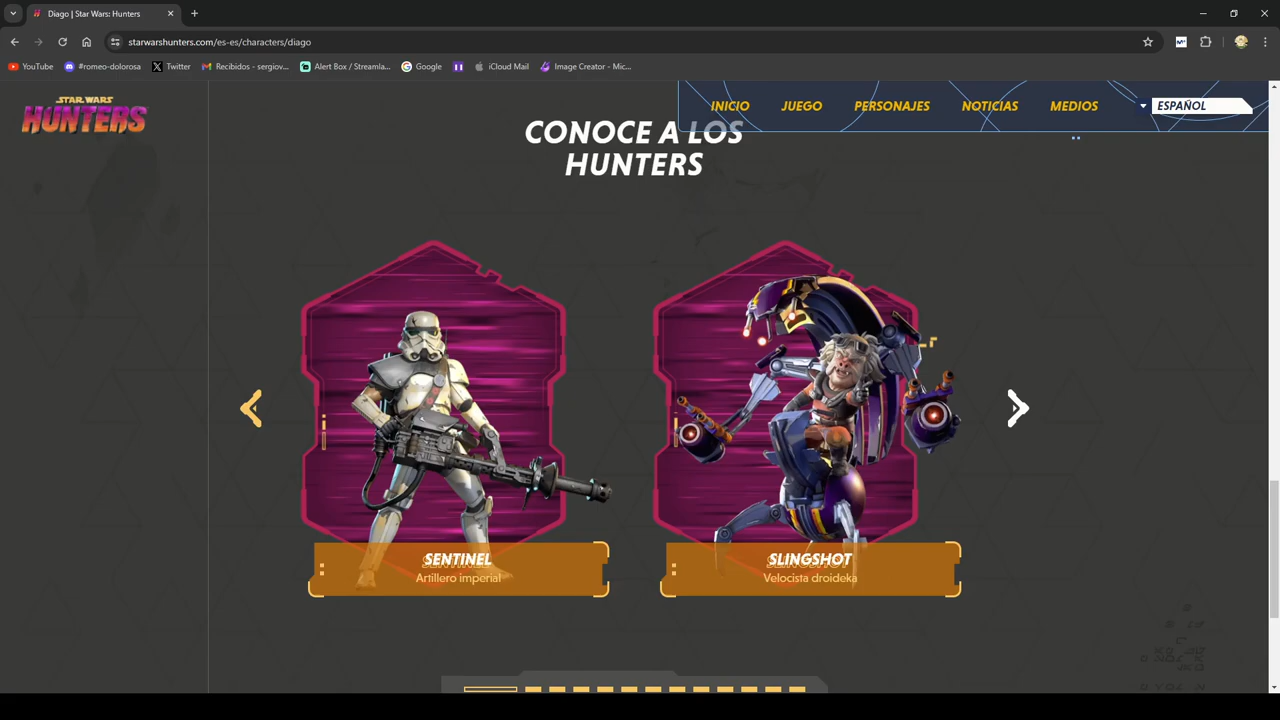 Diago | Star Wars: Hunters
starwarshunters.com/es-es/characters/diago
YouTube
#romeo-dolorosa
Twitter
Recibidos - sergiov...
Alert Box / Streamla...
Google
iCloud Mail
Image Creator - Mic...
STAR WARS
HUNTERS
INICIO
JUEGO
PERSONAJES
NOTICIAS
MEDIOS
ESPAÑOL
CONOCE A LOS
HUNTERS
SENTINEL
Artillero imperial
SLINGSHOT
Velocista droideka